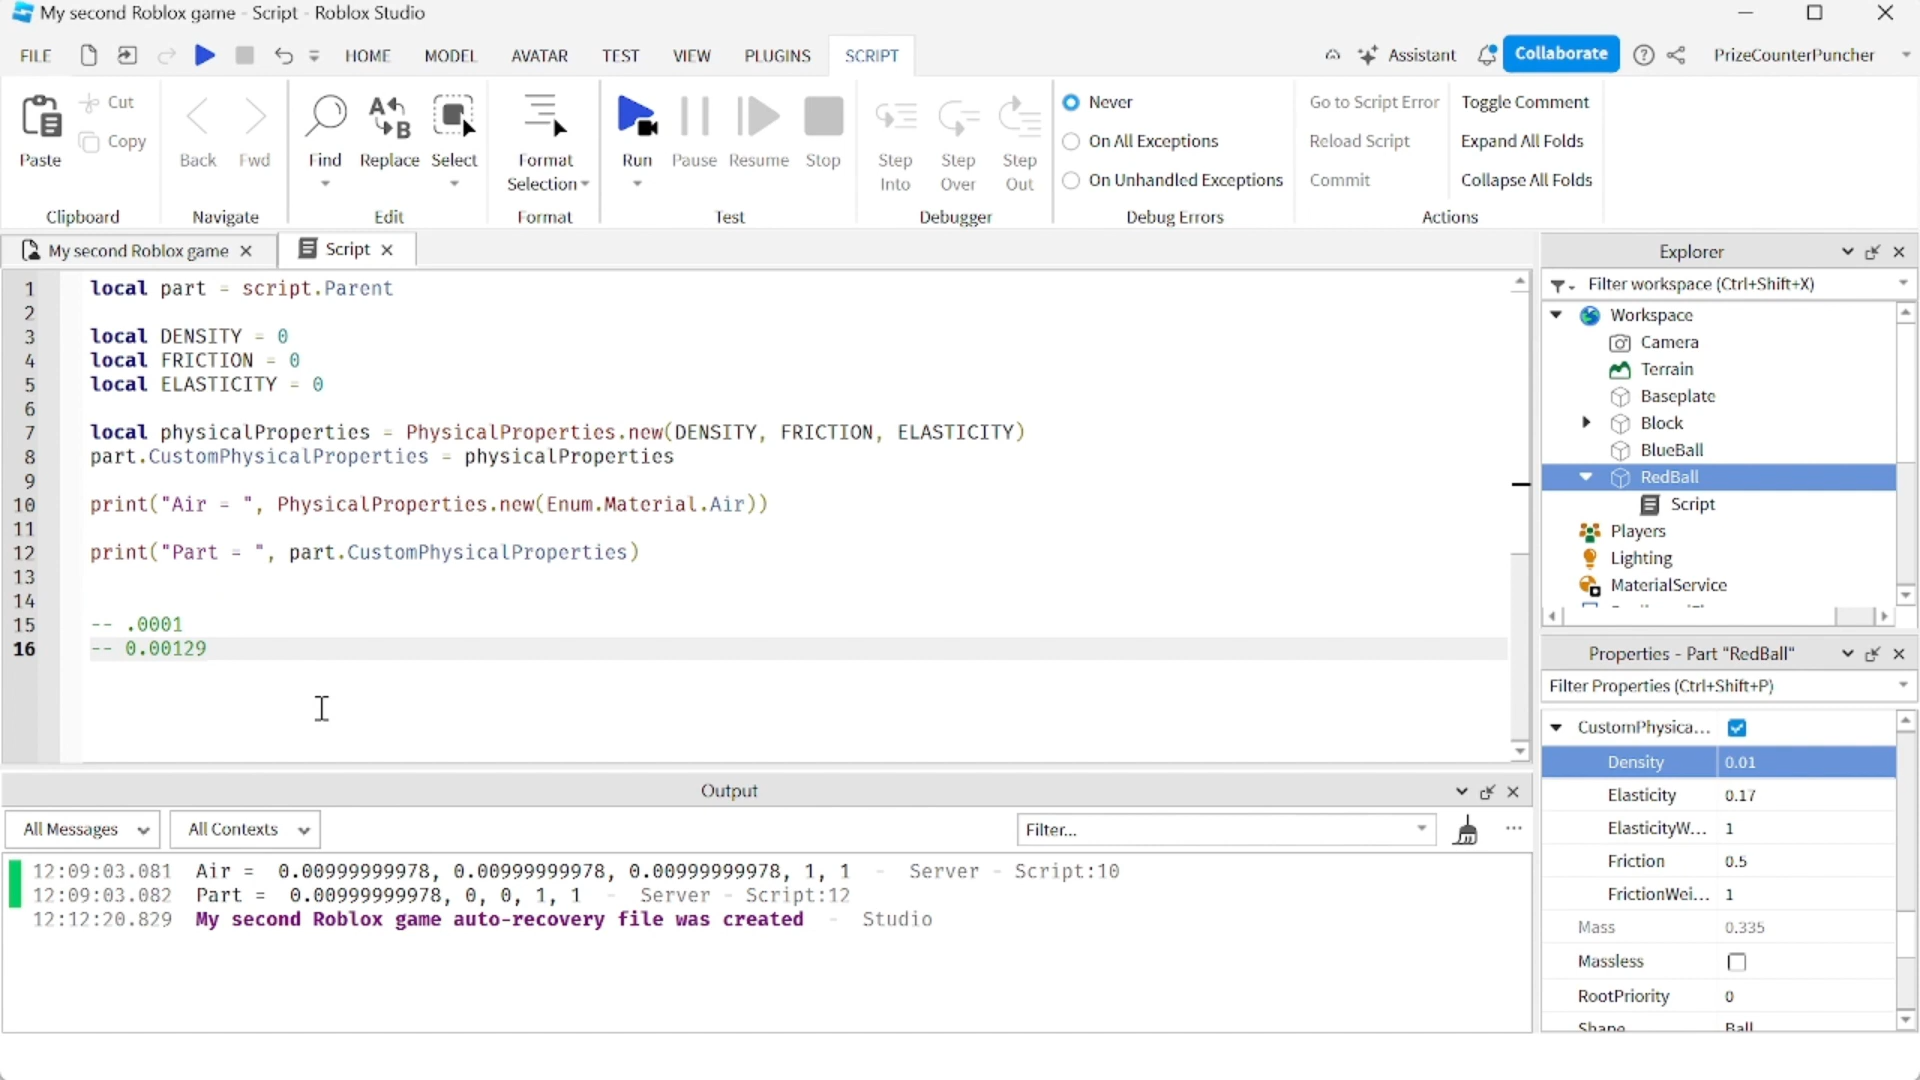 My second Roblox game - Script - Roblox Studio
FILE HOME MODEL AVATAR TEST VIEW PLUGINS SCRIPT Assistant Collaborate PrizeCounterPuncher
Paste Cut Copy
Clipboard
Back Fwd
Navigate
Find Replace Select
Edit
Format Selection
Format
Run Pause Resume Stop
Test
Step Into Step Over Step Out
Debugger
Never
On All Exceptions
On Unhandled Exceptions
Debug Errors
Go to Script Error Toggle Comment
Reload Script Expand All Folds
Commit Collapse All Folds
Actions
My second Roblox game Script
1 local part = script.Parent
2
3 local DENSITY = 0
4 local FRICTION = 0
5 local ELASTICITY = 0
6
7 local physicalProperties = PhysicalProperties.new(DENSITY, FRICTION, ELASTICITY)
8 part.CustomPhysicalProperties = physicalProperties
9
10 print("Air = ", PhysicalProperties.new(Enum.Material.Air))
11
12 print("Part = ", part.CustomPhysicalProperties)
13
14
15 -- .0001
16 -- 0.00129
Output
All Messages All Contexts Filter...
12:09:03.081 Air = 0.00999999978, 0.00999999978, 0.00999999978, 1, 1 - Server - Script:10
12:09:03.082 Part = 0.00999999978, 0, 0, 1, 1 - Server - Script:12
12:12:20.829 My second Roblox game auto-recovery file was created - Studio
Explorer
Filter workspace (Ctrl+Shift+X)
Workspace
Camera
Terrain
Baseplate
Block
BlueBall
RedBall
Script
Players
Lighting
MaterialService
Properties - Part "RedBall"
Filter Properties (Ctrl+Shift+P)
CustomPhysica...
Density 0.01
Elasticity 0.17
ElasticityW... 1
Friction 0.5
FrictionWei... 1
Mass 0.335
Massless
RootPriority 0
Shape Ball